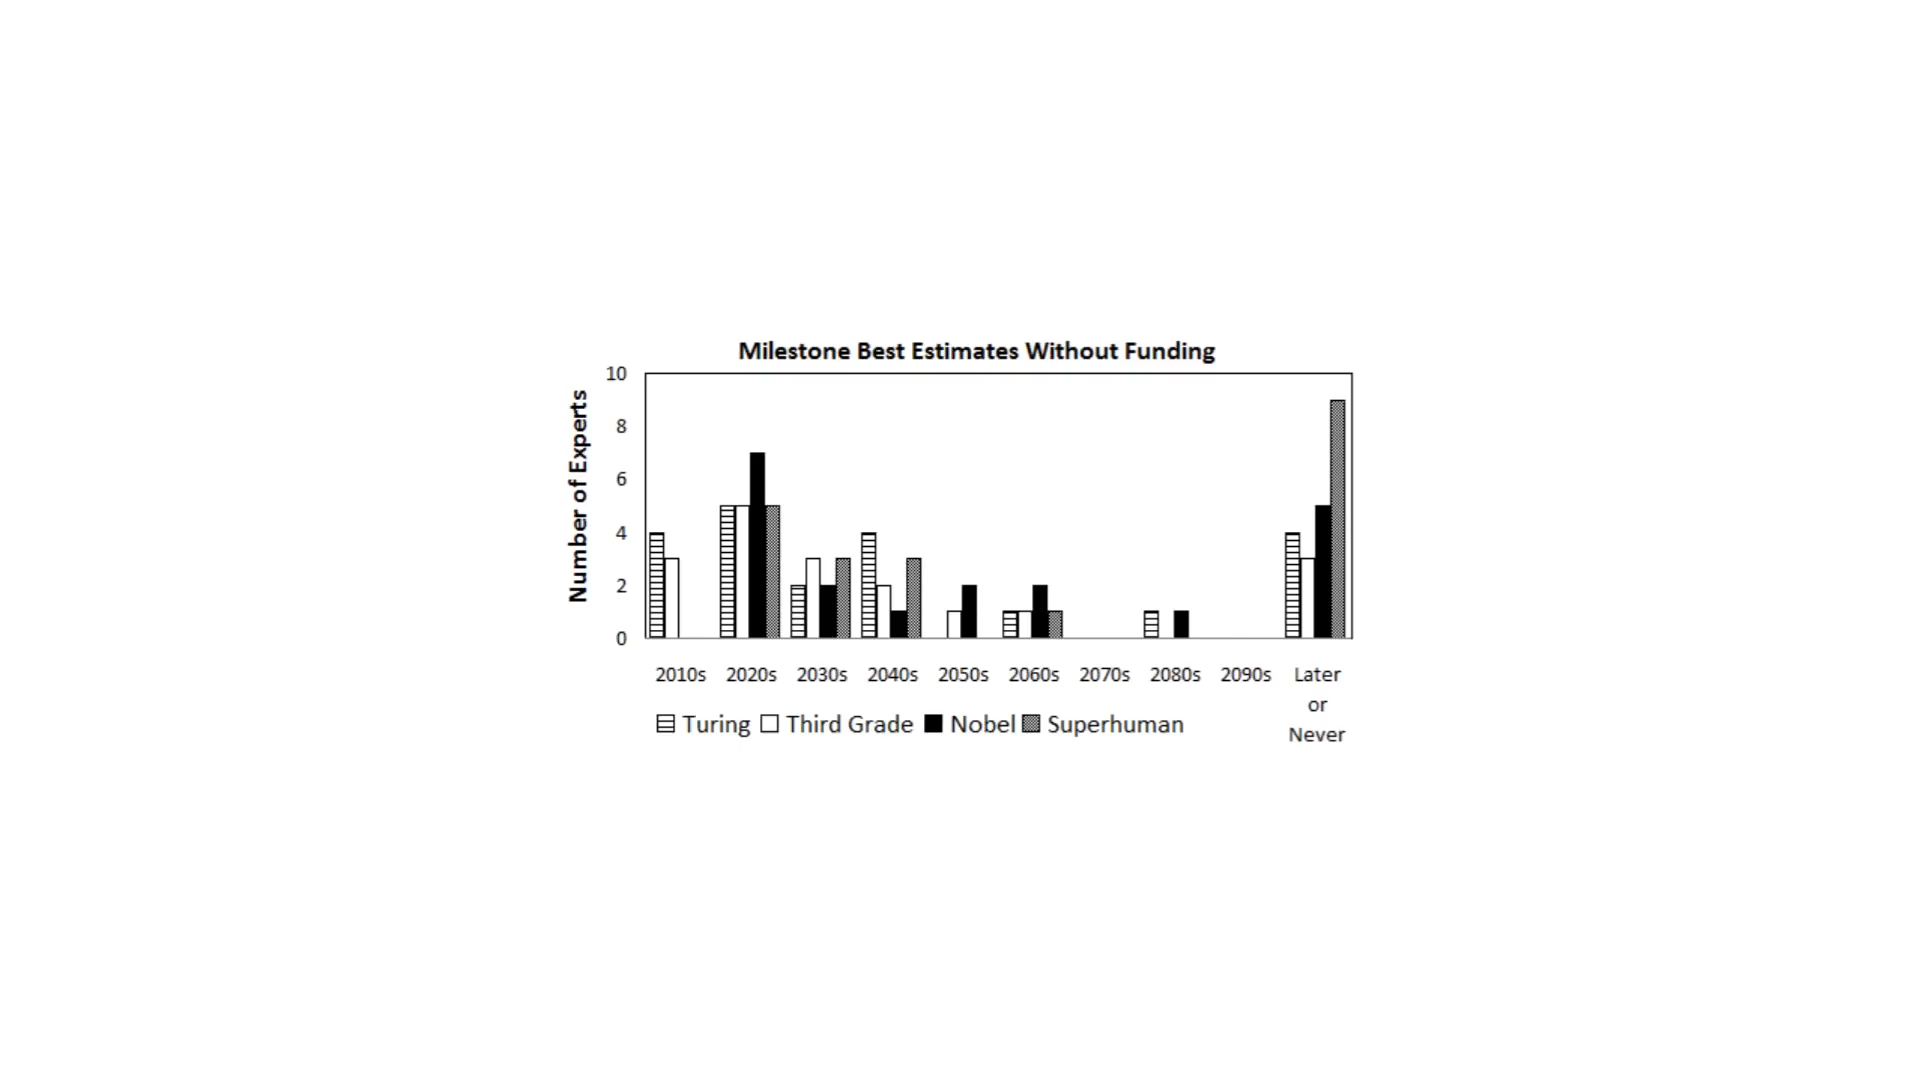 Milestone Best Estimates Without Funding
Number of Experts
10
8
6
4
2
0
2010s 2020s 2030s 2040s 2050s 2060s 2070s 2080s 2090s Later
or
Never
Turing Third Grade Nobel Superhuman